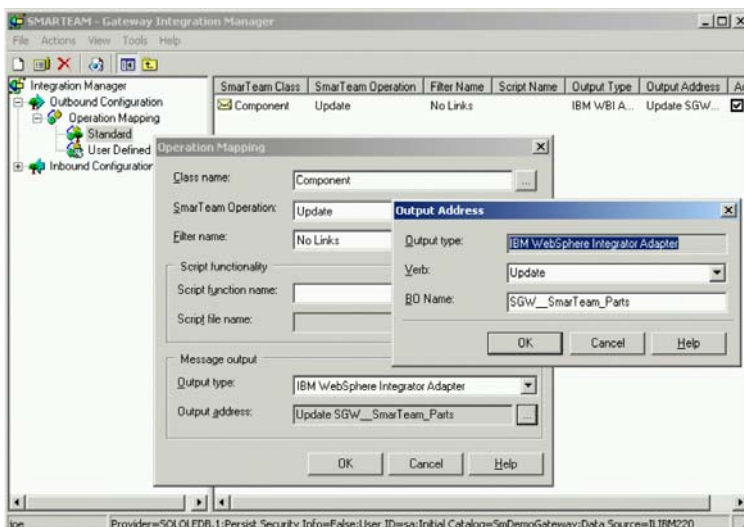 SMARTEAM - Gateway Integration Manager
File Actions View Tools Help
Integration Manager
Outbound Configuration
Operation Mapping
Standard
User Defined
Inbound Configuration
SmarTeam Class SmarTeam Operation Filter Name Script Name Output Type Output Address
Component Update No Links IBM WBI A... Update SGW...
Operation Mapping
Class name: Component ...
SmarTeam Operation: Update
Filter name: No Links
Script functionality
Script function name:
Script file name:
Message output
Output type: IBM WebSphere Integrator Adapter
Output address: Update SGW__SmarTeam_Parts ...
OK Cancel Help
Output Address
Output type: IBM WebSphere Integrator Adapter
Verb: Update
BO Name: SGW__SmarTeam_Parts
OK Cancel Help
joe Provider=SQLOLEDB.1;Persist Security Info=False;User ID=sa;Initial Catalog=SmDemoGateway;Data Source=ILIBM220